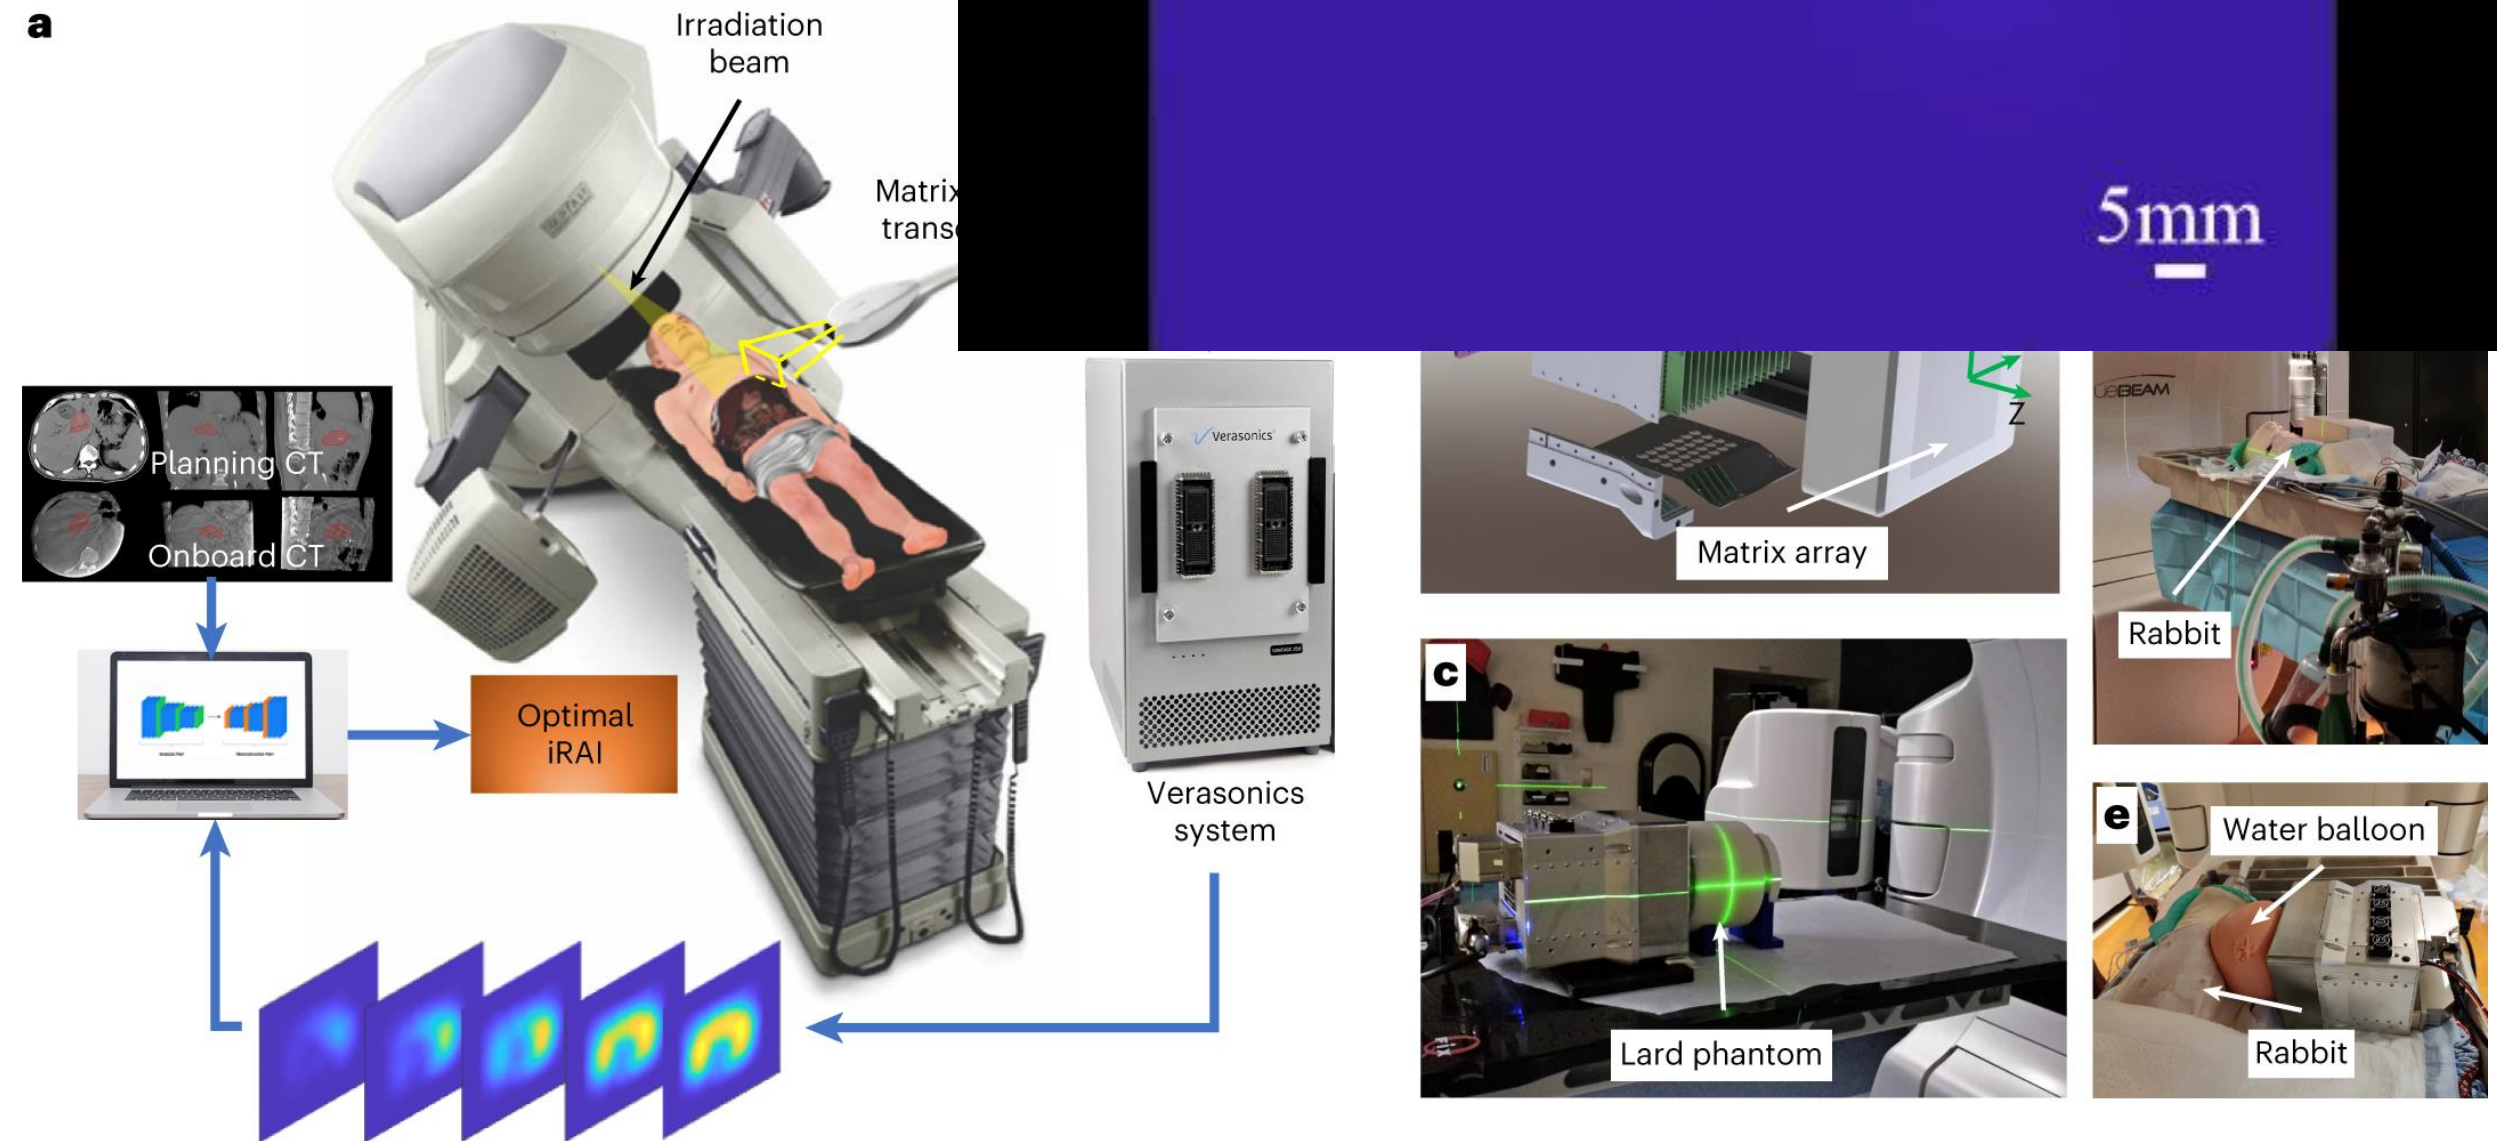 a
Irradiation
beam
Matrix
trans
5mm
Planning CT
Onboard CT
Optimal
iRAI
Verasonics
Verasonics
system
Z
Matrix array
c
Lard phantom
BEAM
Rabbit
e
Water balloon
Rabbit